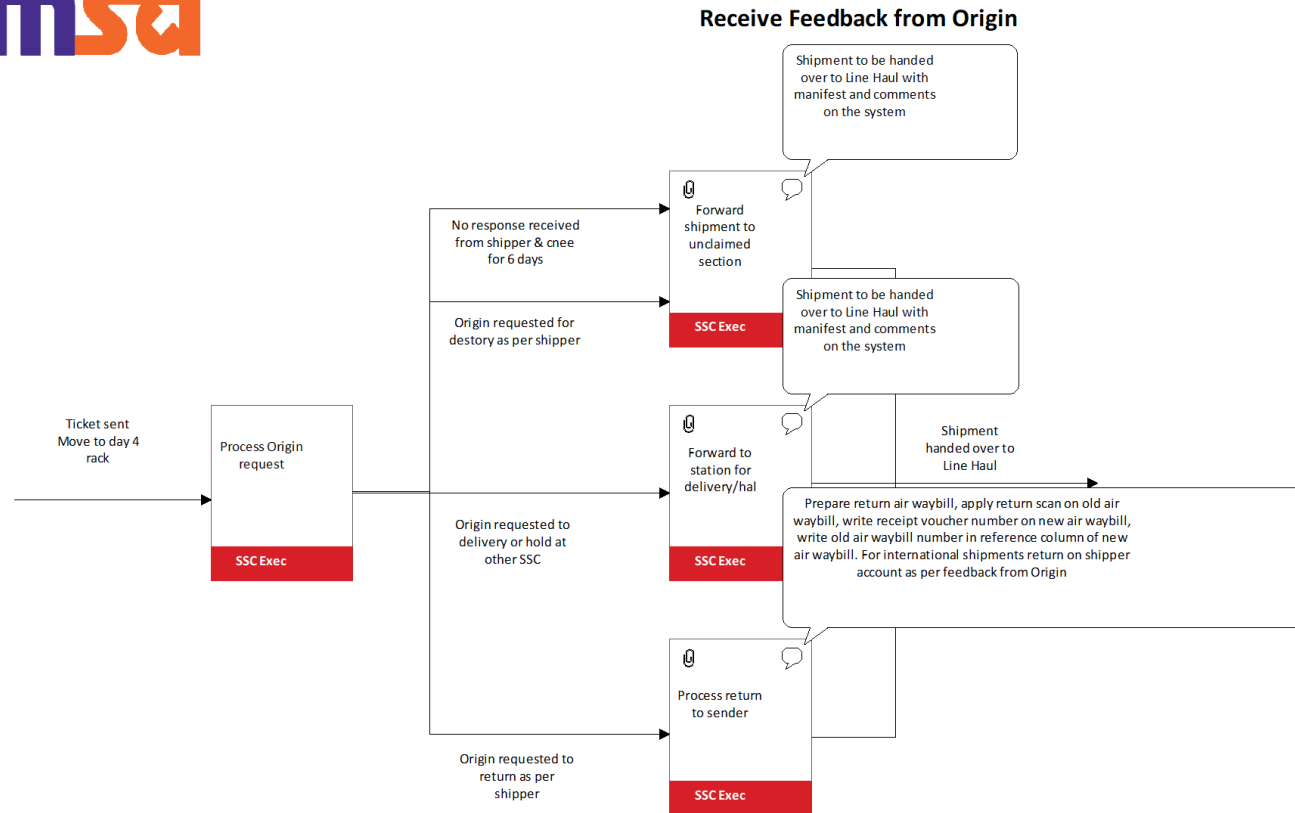 msa
Receive Feedback from Origin
Shipment to be handed
over to Line Haul with
manifest and comments
on the system
Forward
shipment to
unclaimed
section
SSC Exec
No response received
from shipper & cnee
for 6 days
Origin requested for
destory as per shipper
Shipment to be handed
over to Line Haul with
manifest and comments
on the system
Ticket sent
Move to day 4
rack
Process Origin
request
SSC Exec
Forward to
station for
delivery/hal
SSC Exec
Shipment
handed over to
Line Haul
Origin requested to
delivery or hold at
other SSC
Prepare return air waybill, apply return scan on old air
waybill, write receipt voucher number on new air waybill,
write old air waybill number in reference column of new
air waybill. For international shipments return on shipper
account as per feedback from Origin
Process return
to sender
SSC Exec
Origin requested to
return as per
shipper